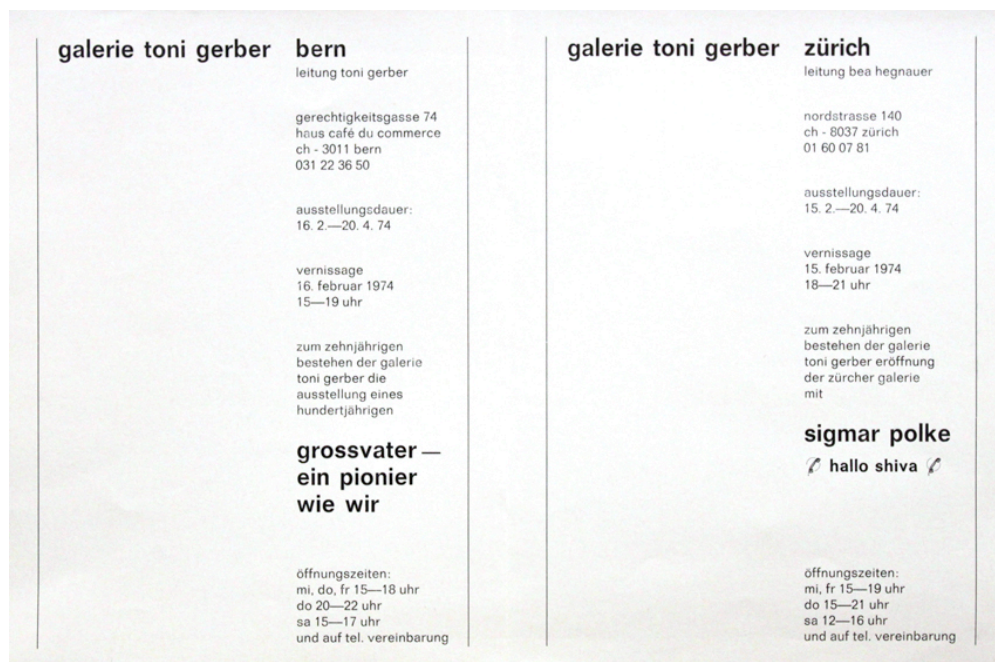 galerie toni gerber bern
leitung toni gerber
gerechtigkeitsgasse 74
haus café du commerce
ch - 3011 bern
031 22 36 50
ausstellungsdauer:
16. 2.—20. 4. 74
vernissage
16. februar 1974
15—19 uhr
zum zehnjährigen
bestehen der galerie
toni gerber die
ausstellung eines
hundertjährigen
grossvater —
ein pionier
wie wir
öffnungszeiten:
mi, do, fr 15—18 uhr
do 20—22 uhr
sa 15—17 uhr
und auf tel. vereinbarung
galerie toni gerber zürich
leitung bea hegnauer
nordstrasse 140
ch - 8037 zürich
01 60 07 81
ausstellungsdauer:
15. 2.—20. 4. 74
vernissage
15. februar 1974
18—21 uhr
zum zehnjährigen
bestehen der galerie
toni gerber eröffnung
der zürcher galerie
mit
sigmar polke
hallo shiva
öffnungszeiten:
mi, fr 15—19 uhr
do 15—21 uhr
sa 12—16 uhr
und auf tel. vereinbarung